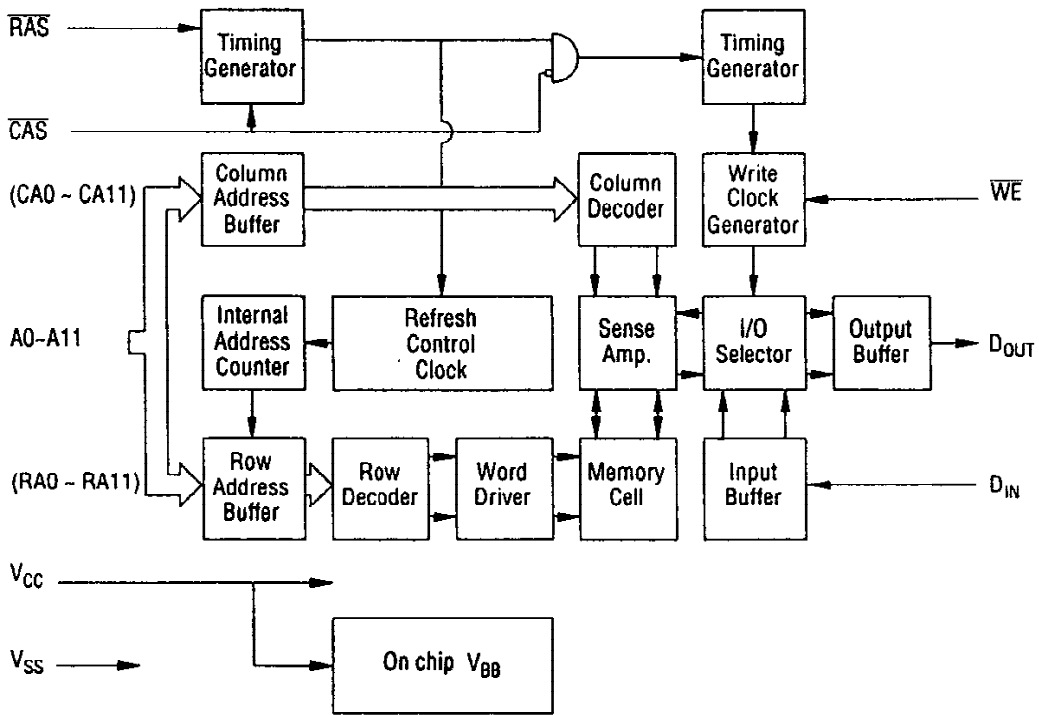 RAS
Timing
Generator
Timing
Generator
CAS
(CA0 ~ CA11)
Column
Address
Buffer
Column
Decoder
Write
Clock
Generator
WE
A0~A11
Internal
Address
Counter
Refresh
Control
Clock
Sense
Amp.
I/O
Selector
Output
Buffer
DOUT
(RA0 ~ RA11)
Row
Address
Buffer
Row
Decoder
Word
Driver
Memory
Cell
Input
Buffer
DIN
VCC
VSS
On chip VBB